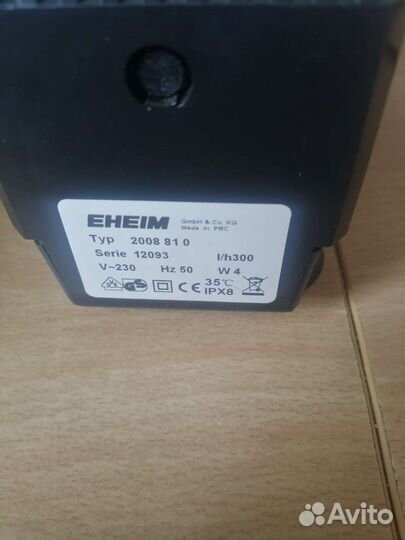 EHEIM GmbH & Co. KG
Made in PRC
Typ 2008 81 0
Serie 12093 l/h300
V~230 Hz 50 W 4
35℃
IPX8
Avito